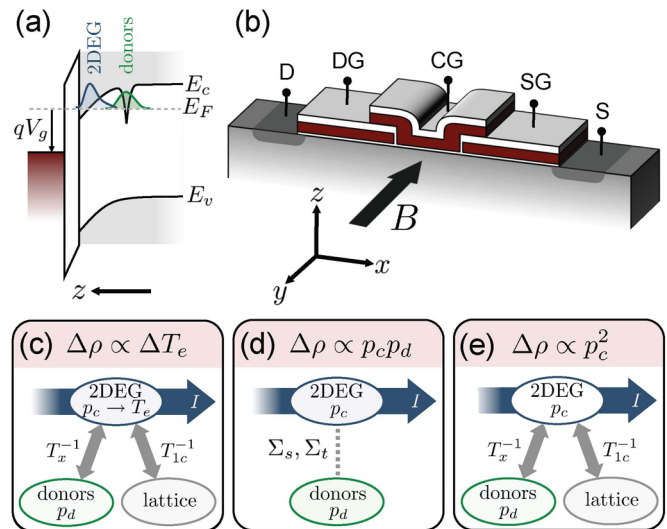 (a)
2DEG
donors
E_c
E_F
qV_g
E_v
z
(b)
D
DG
CG
SG
S
B
z
y
x
(c) Δρ ∝ ΔT_e
2DEG
p_c → T_e
I
T_x^{-1}
T_{1c}^{-1}
donors
p_d
lattice
(d) Δρ ∝ p_c p_d
2DEG
p_c
I
Σ_s, Σ_t
donors
p_d
(e) Δρ ∝ p_c^2
2DEG
p_c
I
T_x^{-1}
T_{1c}^{-1}
donors
p_d
lattice